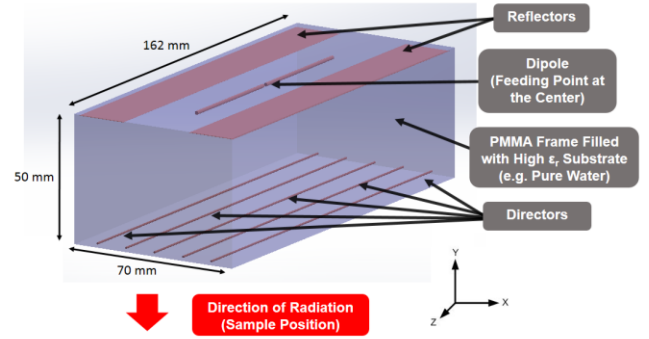 Reflectors
162 mm
Dipole
(Feeding Point at
the Center)
50 mm
PMMA Frame Filled
with High εr Substrate
(e.g. Pure Water)
Directors
70 mm
Direction of Radiation
(Sample Position)
Y
X
Z